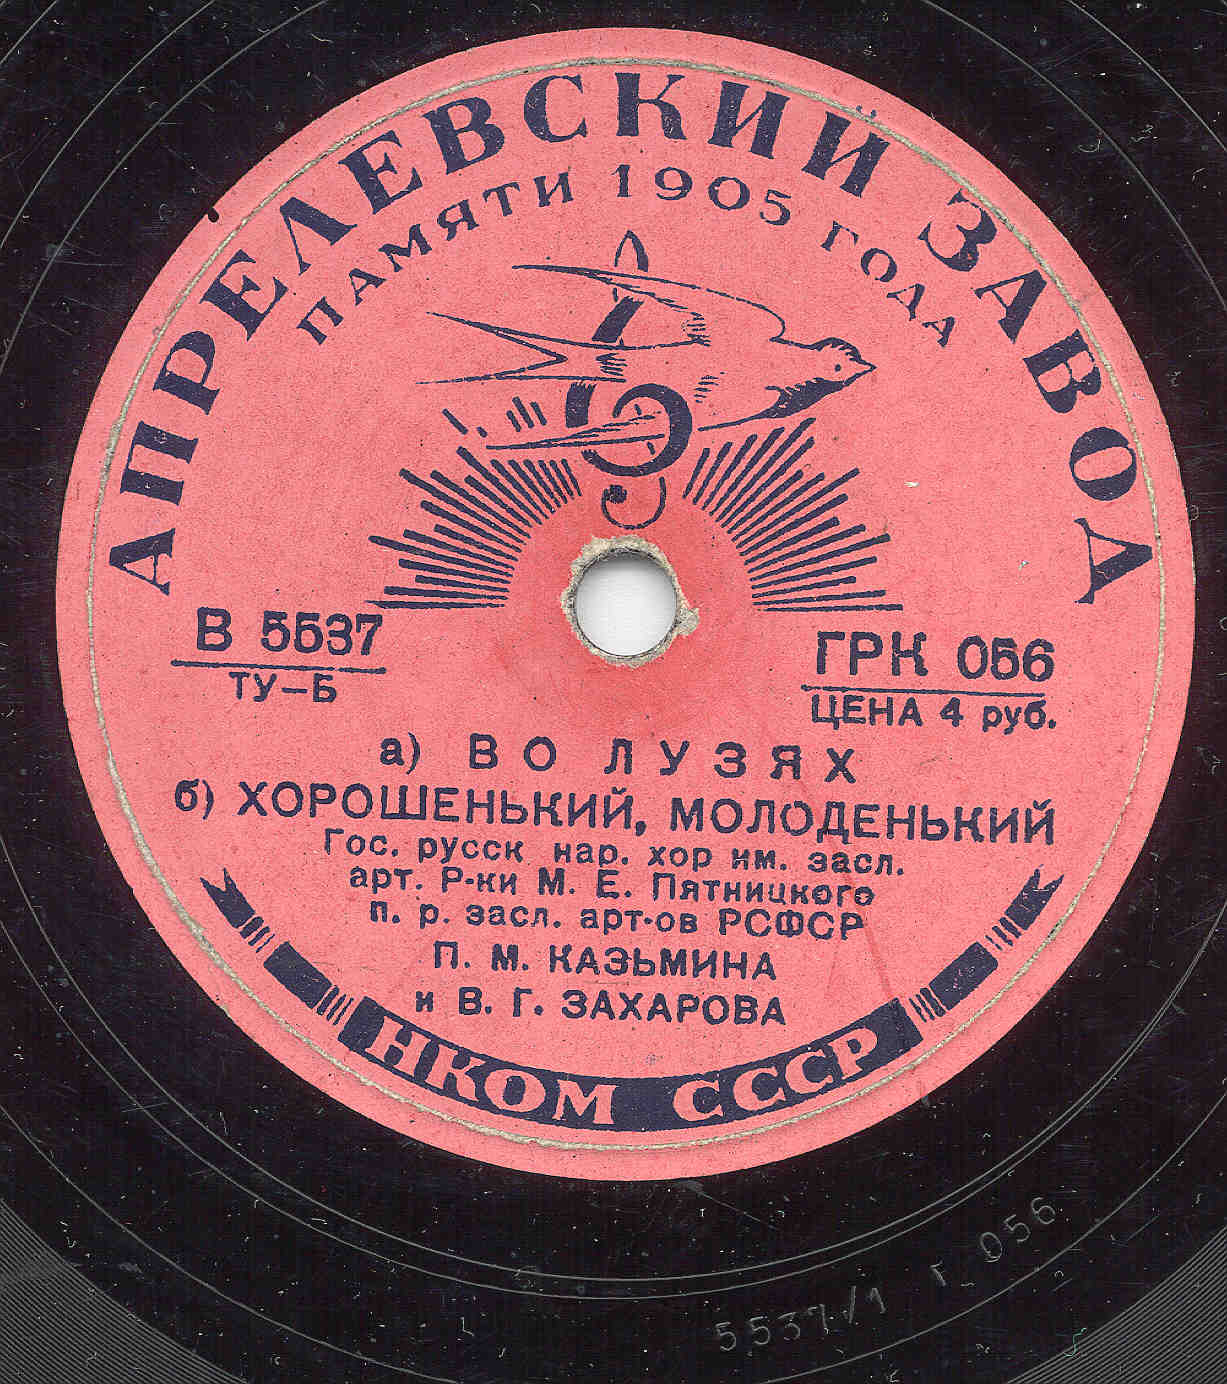 АПРЕЛЕВСКИЙ ЗАВОД
ПАМЯТИ 1905 ГОДА
В 5537
ТУ–Б
ГРК 056
ЦЕНА 4 руб.
а) ВО ЛУЗЯХ
б) ХОРОШЕНЬКИЙ, МОЛОДЕНЬКИЙ
Гос. русск нар. хор им. засл.
арт. Р-ки М. Е. Пятницкого
п. р. засл. арт-ов РСФСР
П. М. КАЗЬМИНА
и В. Г. ЗАХАРОВА
НКОМ СССР
5537/1 Г 056